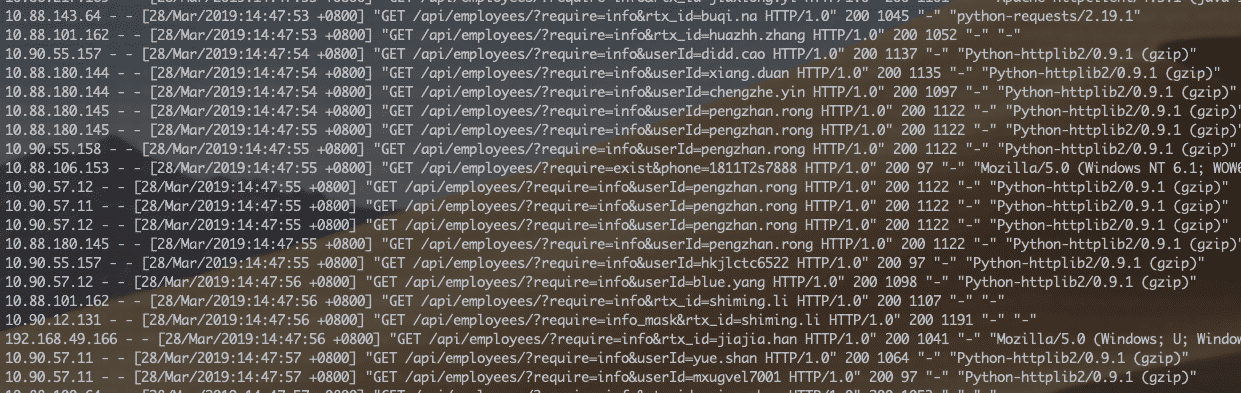 10.88.143.64 - - [28/Mar/2019:14:47:53 +0800] "GET /api/employees/?require=info&rtx_id=buqi.na HTTP/1.0" 200 1045 "-" "python-requests/2.19.1"
10.88.101.162 - - [28/Mar/2019:14:47:53 +0800] "GET /api/employees/?require=info&rtx_id=huazhh.zhang HTTP/1.0" 200 1052 "-" "-"
10.90.55.157 - - [28/Mar/2019:14:47:54 +0800] "GET /api/employees/?require=info&userId=didd.cao HTTP/1.0" 200 1137 "-" "Python-httplib2/0.9.1 (gzip)"
10.88.180.144 - - [28/Mar/2019:14:47:54 +0800] "GET /api/employees/?require=info&userId=xiang.duan HTTP/1.0" 200 1135 "-" "Python-httplib2/0.9.1 (gzip)"
10.88.180.144 - - [28/Mar/2019:14:47:54 +0800] "GET /api/employees/?require=info&userId=chengzhe.yin HTTP/1.0" 200 1097 "-" "Python-httplib2/0.9.1 (gzip)"
10.88.180.145 - - [28/Mar/2019:14:47:54 +0800] "GET /api/employees/?require=info&userId=pengzhan.rong HTTP/1.0" 200 1122 "-" "Python-httplib2/0.9.1 (gzip)
10.88.180.145 - - [28/Mar/2019:14:47:55 +0800] "GET /api/employees/?require=info&userId=pengzhan.rong HTTP/1.0" 200 1122 "-" "Python-httplib2/0.9.1 (gzip)
10.90.55.158 - - [28/Mar/2019:14:47:55 +0800] "GET /api/employees/?require=info&userId=pengzhan.rong HTTP/1.0" 200 1122 "-" "Python-httplib2/0.9.1 (gzip)"
10.88.106.153 - - [28/Mar/2019:14:47:55 +0800] "GET /api/employees/?require=exist&phone=1811T2s7888 HTTP/1.0" 200 97 "-" "Mozilla/5.0 (Windows NT 6.1; WOW6
10.90.57.12 - - [28/Mar/2019:14:47:55 +0800] "GET /api/employees/?require=info&userId=pengzhan.rong HTTP/1.0" 200 1122 "-" "Python-httplib2/0.9.1 (gzip)"
10.90.57.11 - - [28/Mar/2019:14:47:55 +0800] "GET /api/employees/?require=info&userId=pengzhan.rong HTTP/1.0" 200 1122 "-" "Python-httplib2/0.9.1 (gzip)"
10.90.57.12 - - [28/Mar/2019:14:47:55 +0800] "GET /api/employees/?require=info&userId=pengzhan.rong HTTP/1.0" 200 1122 "-" "Python-httplib2/0.9.1 (gzip)"
10.88.180.145 - - [28/Mar/2019:14:47:55 +0800] "GET /api/employees/?require=info&userId=pengzhan.rong HTTP/1.0" 200 1122 "-" "Python-httplib2/0.9.1 (gzip)
10.90.55.157 - - [28/Mar/2019:14:47:55 +0800] "GET /api/employees/?require=info&userId=hkjlctc6522 HTTP/1.0" 200 97 "-" "Python-httplib2/0.9.1 (gzip)"
10.90.57.12 - - [28/Mar/2019:14:47:56 +0800] "GET /api/employees/?require=info&userId=blue.yang HTTP/1.0" 200 1098 "-" "Python-httplib2/0.9.1 (gzip)"
10.88.101.162 - - [28/Mar/2019:14:47:56 +0800] "GET /api/employees/?require=info&rtx_id=shiming.li HTTP/1.0" 200 1107 "-" "-"
10.90.12.131 - - [28/Mar/2019:14:47:56 +0800] "GET /api/employees/?require=info_mask&rtx_id=shiming.li HTTP/1.0" 200 1191 "-" "-"
192.168.49.166 - - [28/Mar/2019:14:47:56 +0800] "GET /api/employees/?require=info&rtx_id=jiajia.han HTTP/1.0" 200 1041 "-" "Mozilla/5.0 (Windows; U; Window
10.90.57.11 - - [28/Mar/2019:14:47:57 +0800] "GET /api/employees/?require=info&userId=yue.shan HTTP/1.0" 200 1064 "-" "Python-httplib2/0.9.1 (gzip)"
10.90.57.11 - - [28/Mar/2019:14:47:57 +0800] "GET /api/employees/?require=info&userId=mxugvel7001 HTTP/1.0" 200 97 "-" "Python-httplib2/0.9.1 (gzip)"